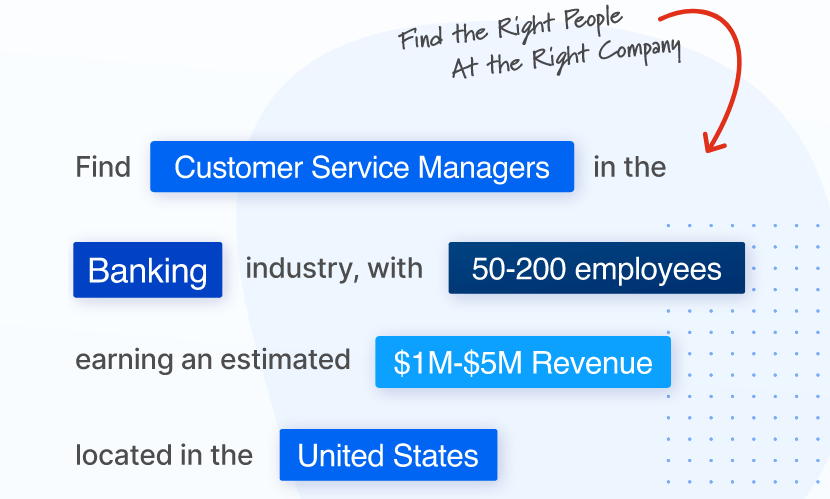 Find the Right People
At the Right Company
Find Customer Service Managers in the
Banking industry, with 50-200 employees
earning an estimated $1M-$5M Revenue
located in the United States